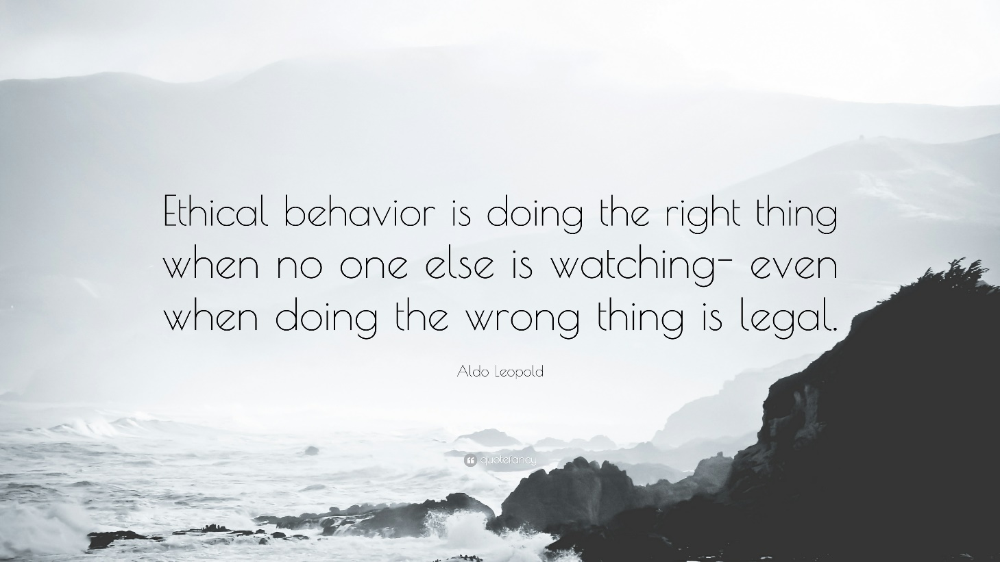 Ethical behavior is doing the right thing
when no one else is watching- even
when doing the wrong thing is legal.
Aldo Leopold
quotefancy